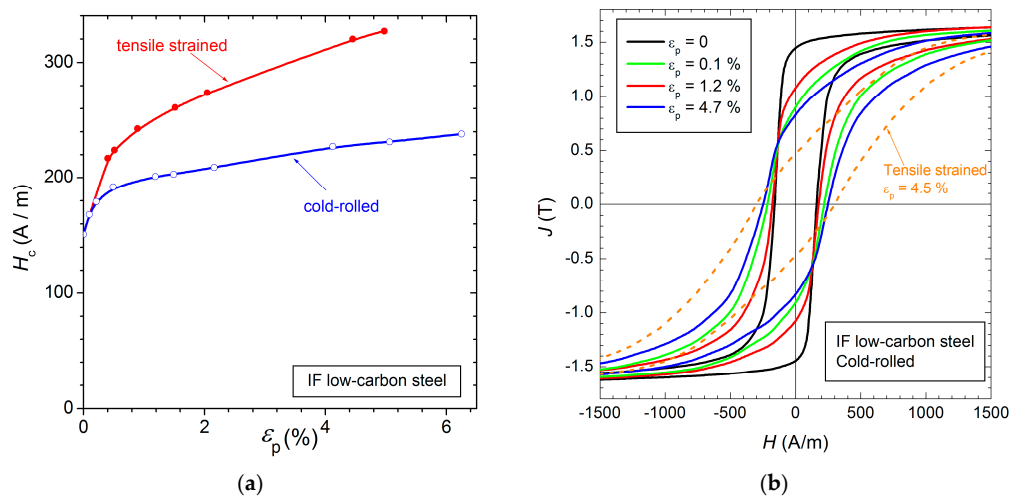 a)
tensile strained
cold-rolled
IF low-carbon steel
300
200
100
0
0
2
4
6
H_c (A / m)
ε_p (%)
(a)
b)
ε_p = 0
ε_p = 0.1 %
ε_p = 1.2 %
ε_p = 4.7 %
Tensile strained
ε_p = 4.5 %
IF low-carbon steel
Cold-rolled
1.5
1.0
0.5
0.0
-0.5
-1.0
-1.5
-1500
-1000
-500
0
500
1000
1500
J (T)
H (A/m)
(b)